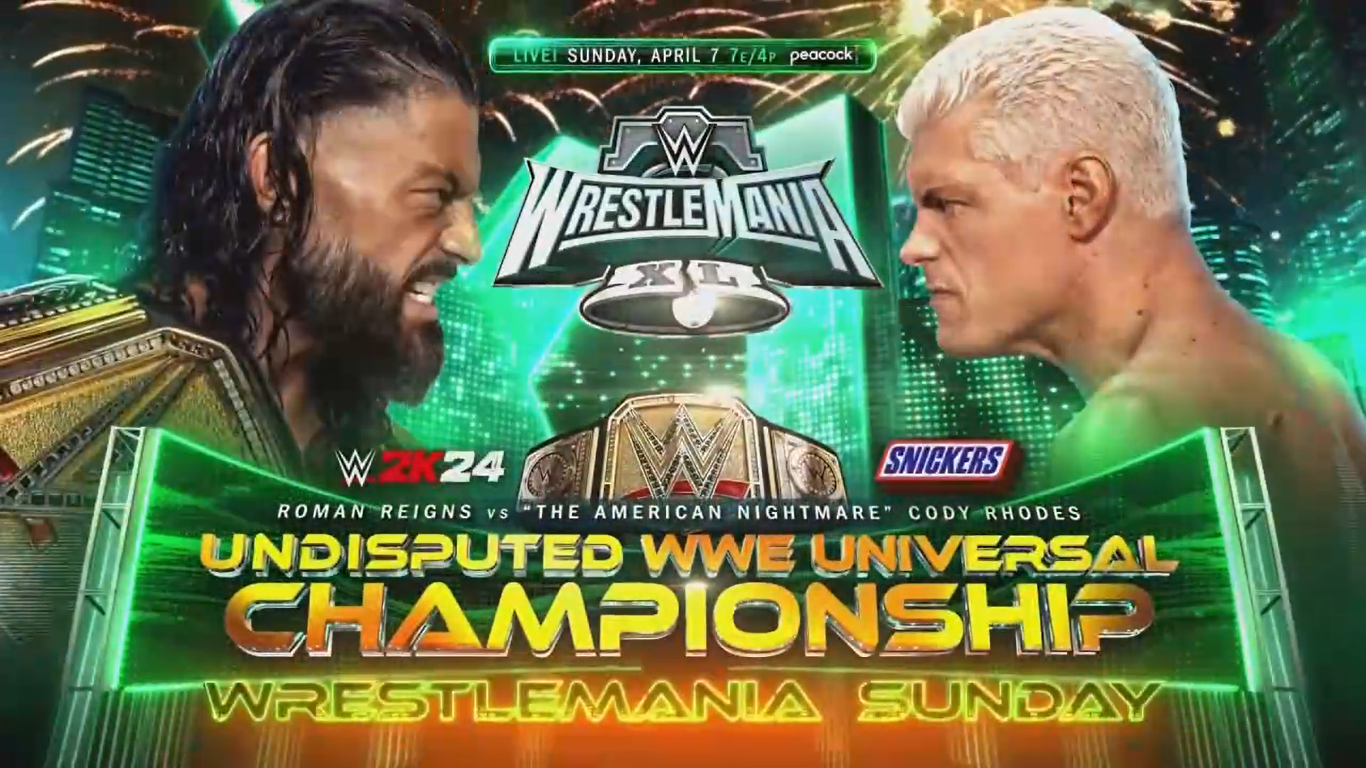 LIVE! SUNDAY, APRIL 7 7E/4P peacock
W
WRESTLEMANIA
XL
W
W 2K24
SNICKERS
ROMAN REIGNS VS "THE AMERICAN NIGHTMARE" CODY RHODES
UNDISPUTED WWE UNIVERSAL
CHAMPIONSHIP
WRESTLEMANIA SUNDAY